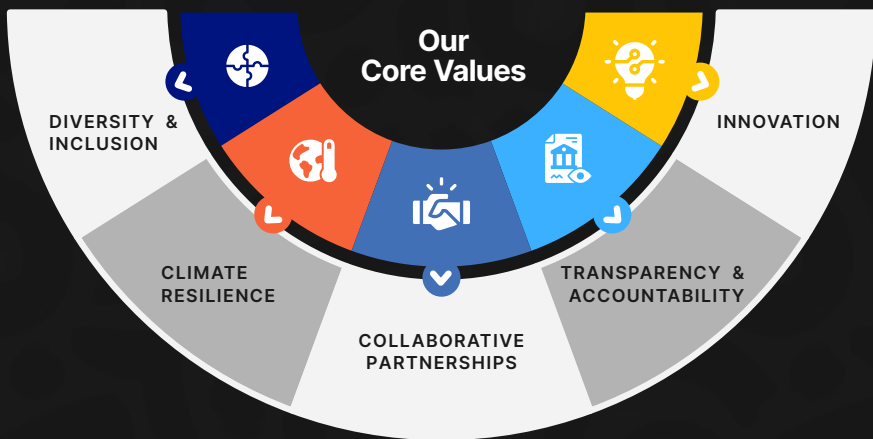 Our
Core Values
DIVERSITY &
INCLUSION
CLIMATE
RESILIENCE
COLLABORATIVE
PARTNERSHIPS
TRANSPARENCY &
ACCOUNTABILITY
INNOVATION